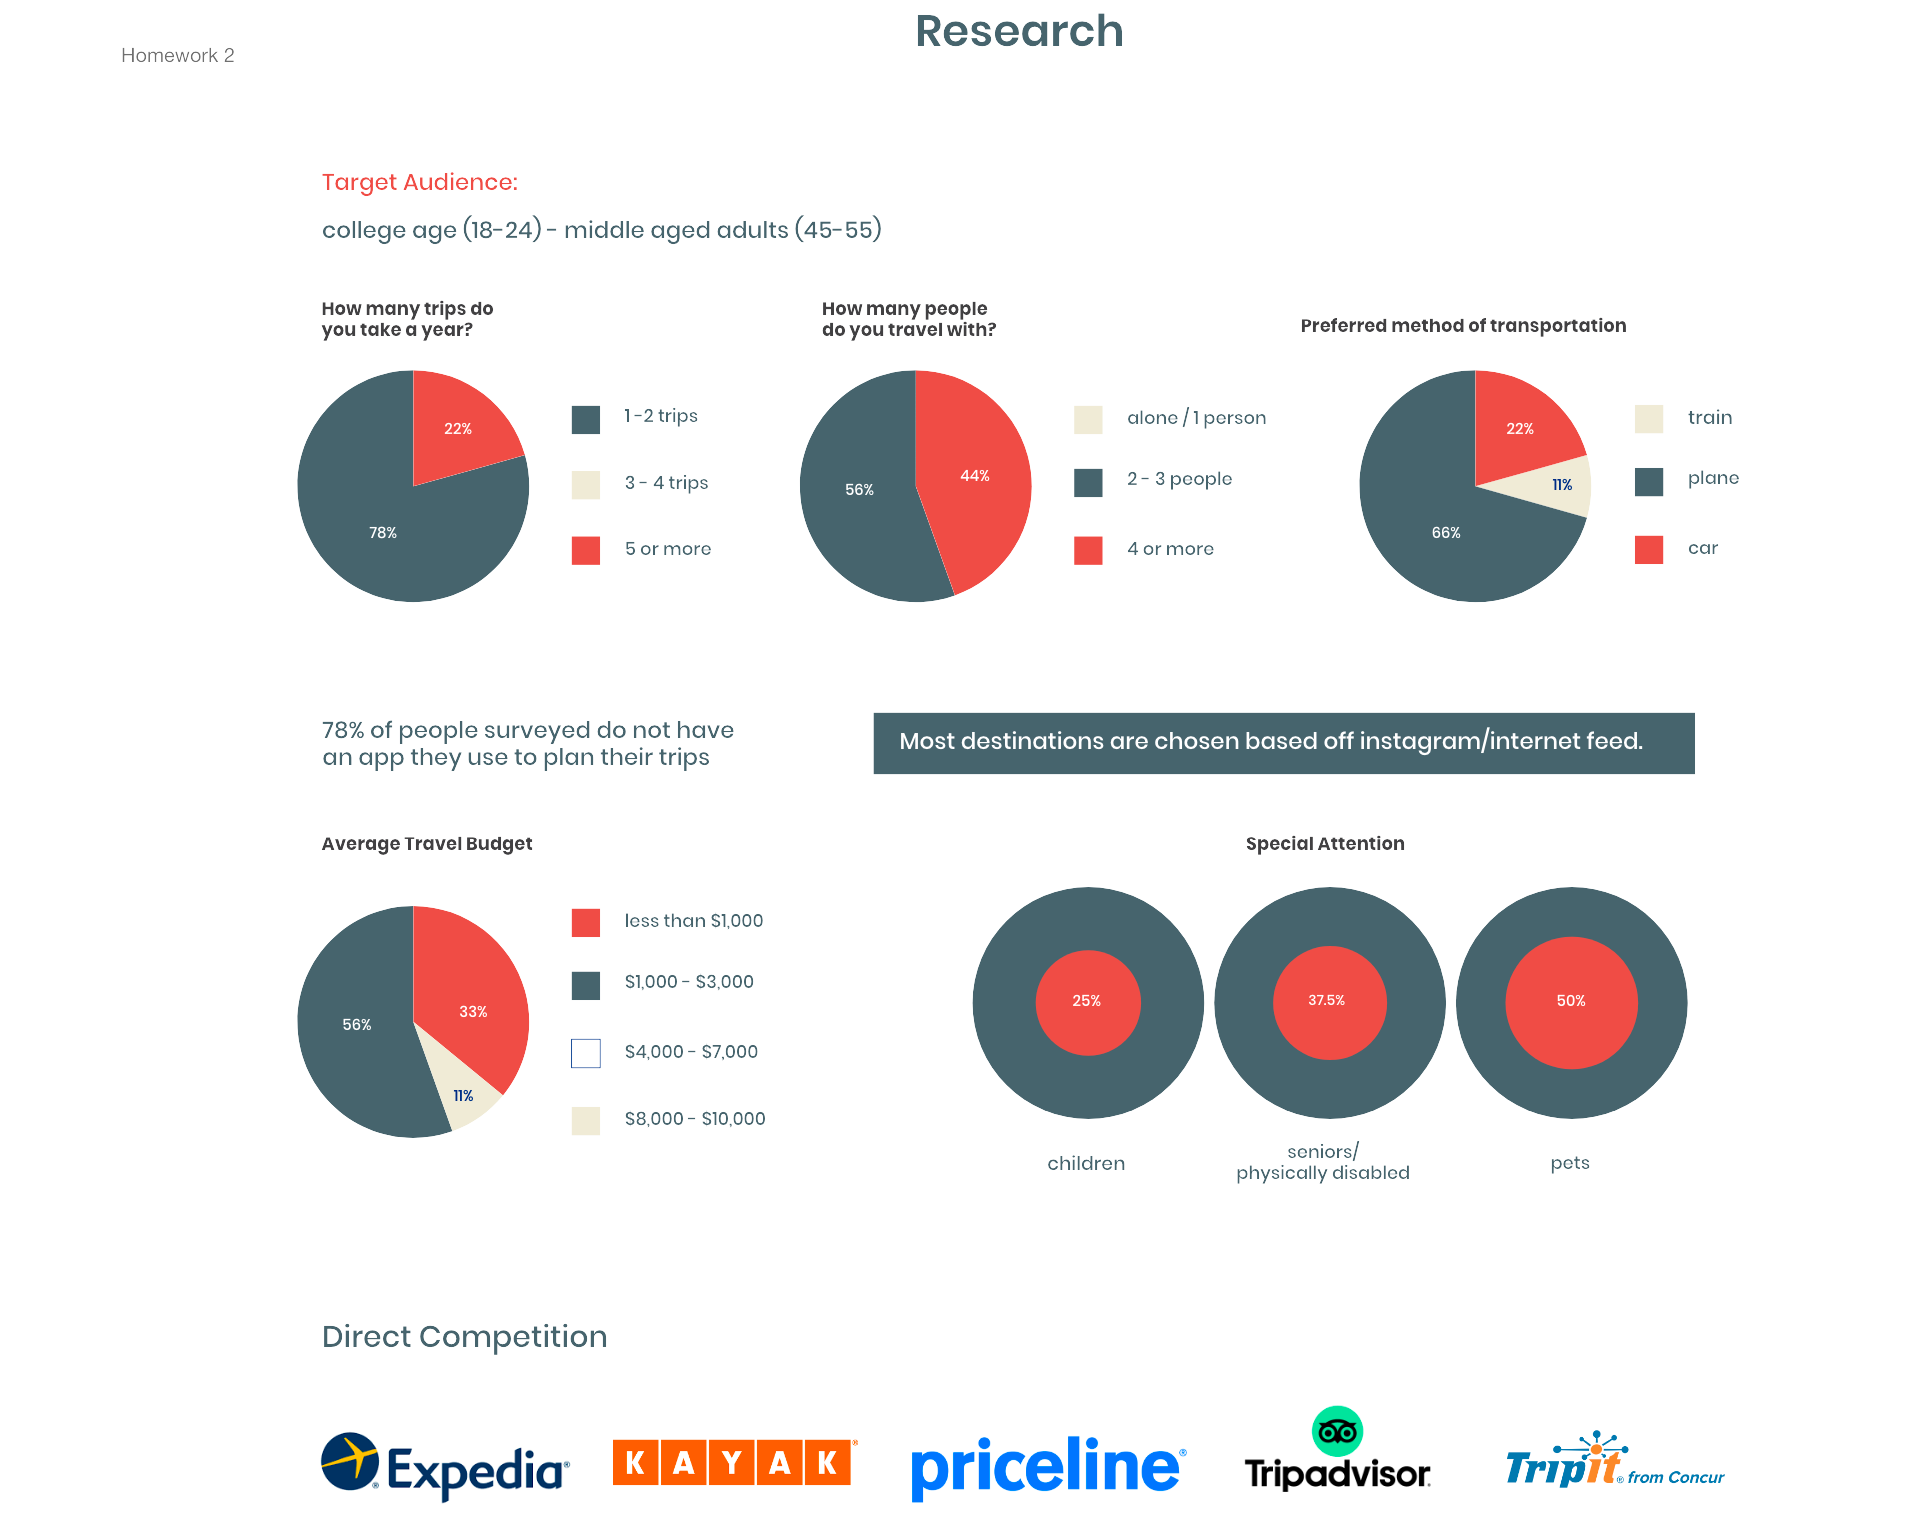 Research
Homework 2
Target Audience:
college age (18-24) - middle aged adults (45-55)
How many trips do
you take a year?
22%
78%
1 -2 trips
3 - 4 trips
5 or more
How many people
do you travel with?
44%
56%
alone / 1 person
2 - 3 people
4 or more
Preferred method of transportation
22%
11%
66%
train
plane
car
78% of people surveyed do not have
an app they use to plan their trips
Most destinations are chosen based off instagram/internet feed.
Average Travel Budget
33%
56%
11%
less than $1,000
$1,000 - $3,000
$4,000 - $7,000
$8,000 - $10,000
Special Attention
25%
37.5%
50%
children
seniors/
physically disabled
pets
Direct Competition
Expedia®
KAYAK®
priceline®
Tripadvisor®
Tripit® from Concur